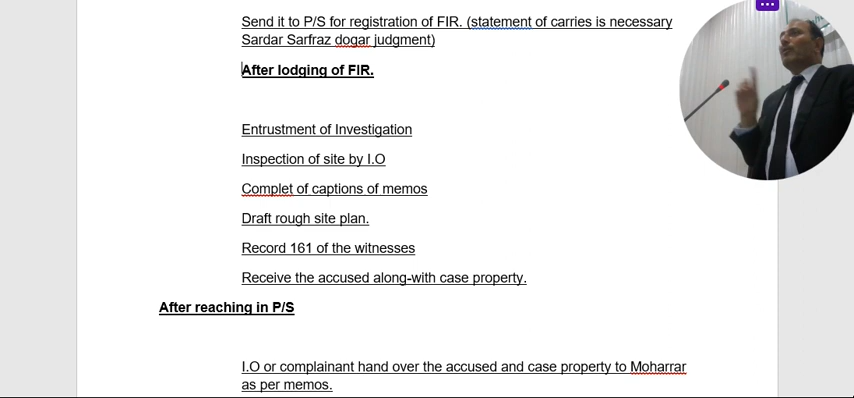 Send it to P/S for registration of FIR. (statement of carries is necessary
Sardar Sarfraz dogar judgment)
After lodging of FIR.
Entrustment of Investigation
Inspection of site by I.O
Complet of captions of memos
Draft rough site plan.
Record 161 of the witnesses
Receive the accused along-with case property.
After reaching in P/S
I.O or complainant hand over the accused and case property to Moharrar
as per memos.